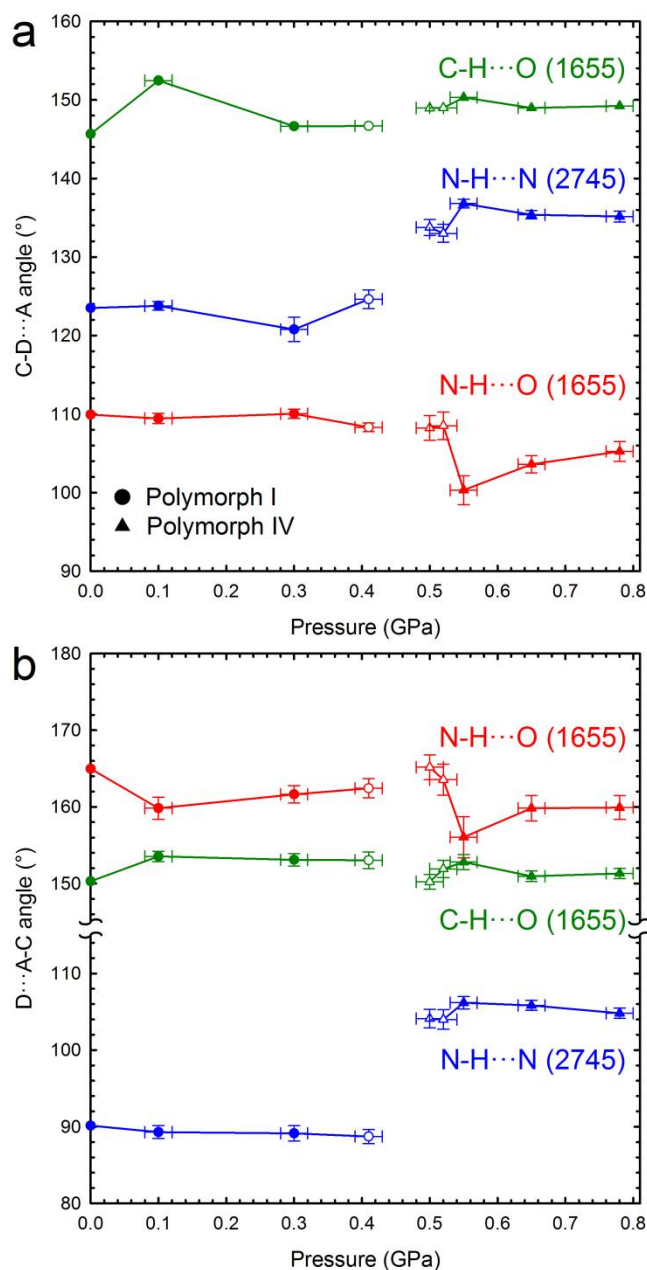 a
160
150
140
130
120
110
100
90
C-D···A angle (°)
C-H···O (1655)
N-H···N (2745)
N-H···O (1655)
Polymorph I
Polymorph IV
0.0 0.1 0.2 0.3 0.4 0.5 0.6 0.7 0.8
Pressure (GPa)
b
180
170
160
150
110
100
90
80
D···A-C angle (°)
N-H···O (1655)
C-H···O (1655)
N-H···N (2745)
0.0 0.1 0.2 0.3 0.4 0.5 0.6 0.7 0.8
Pressure (GPa)